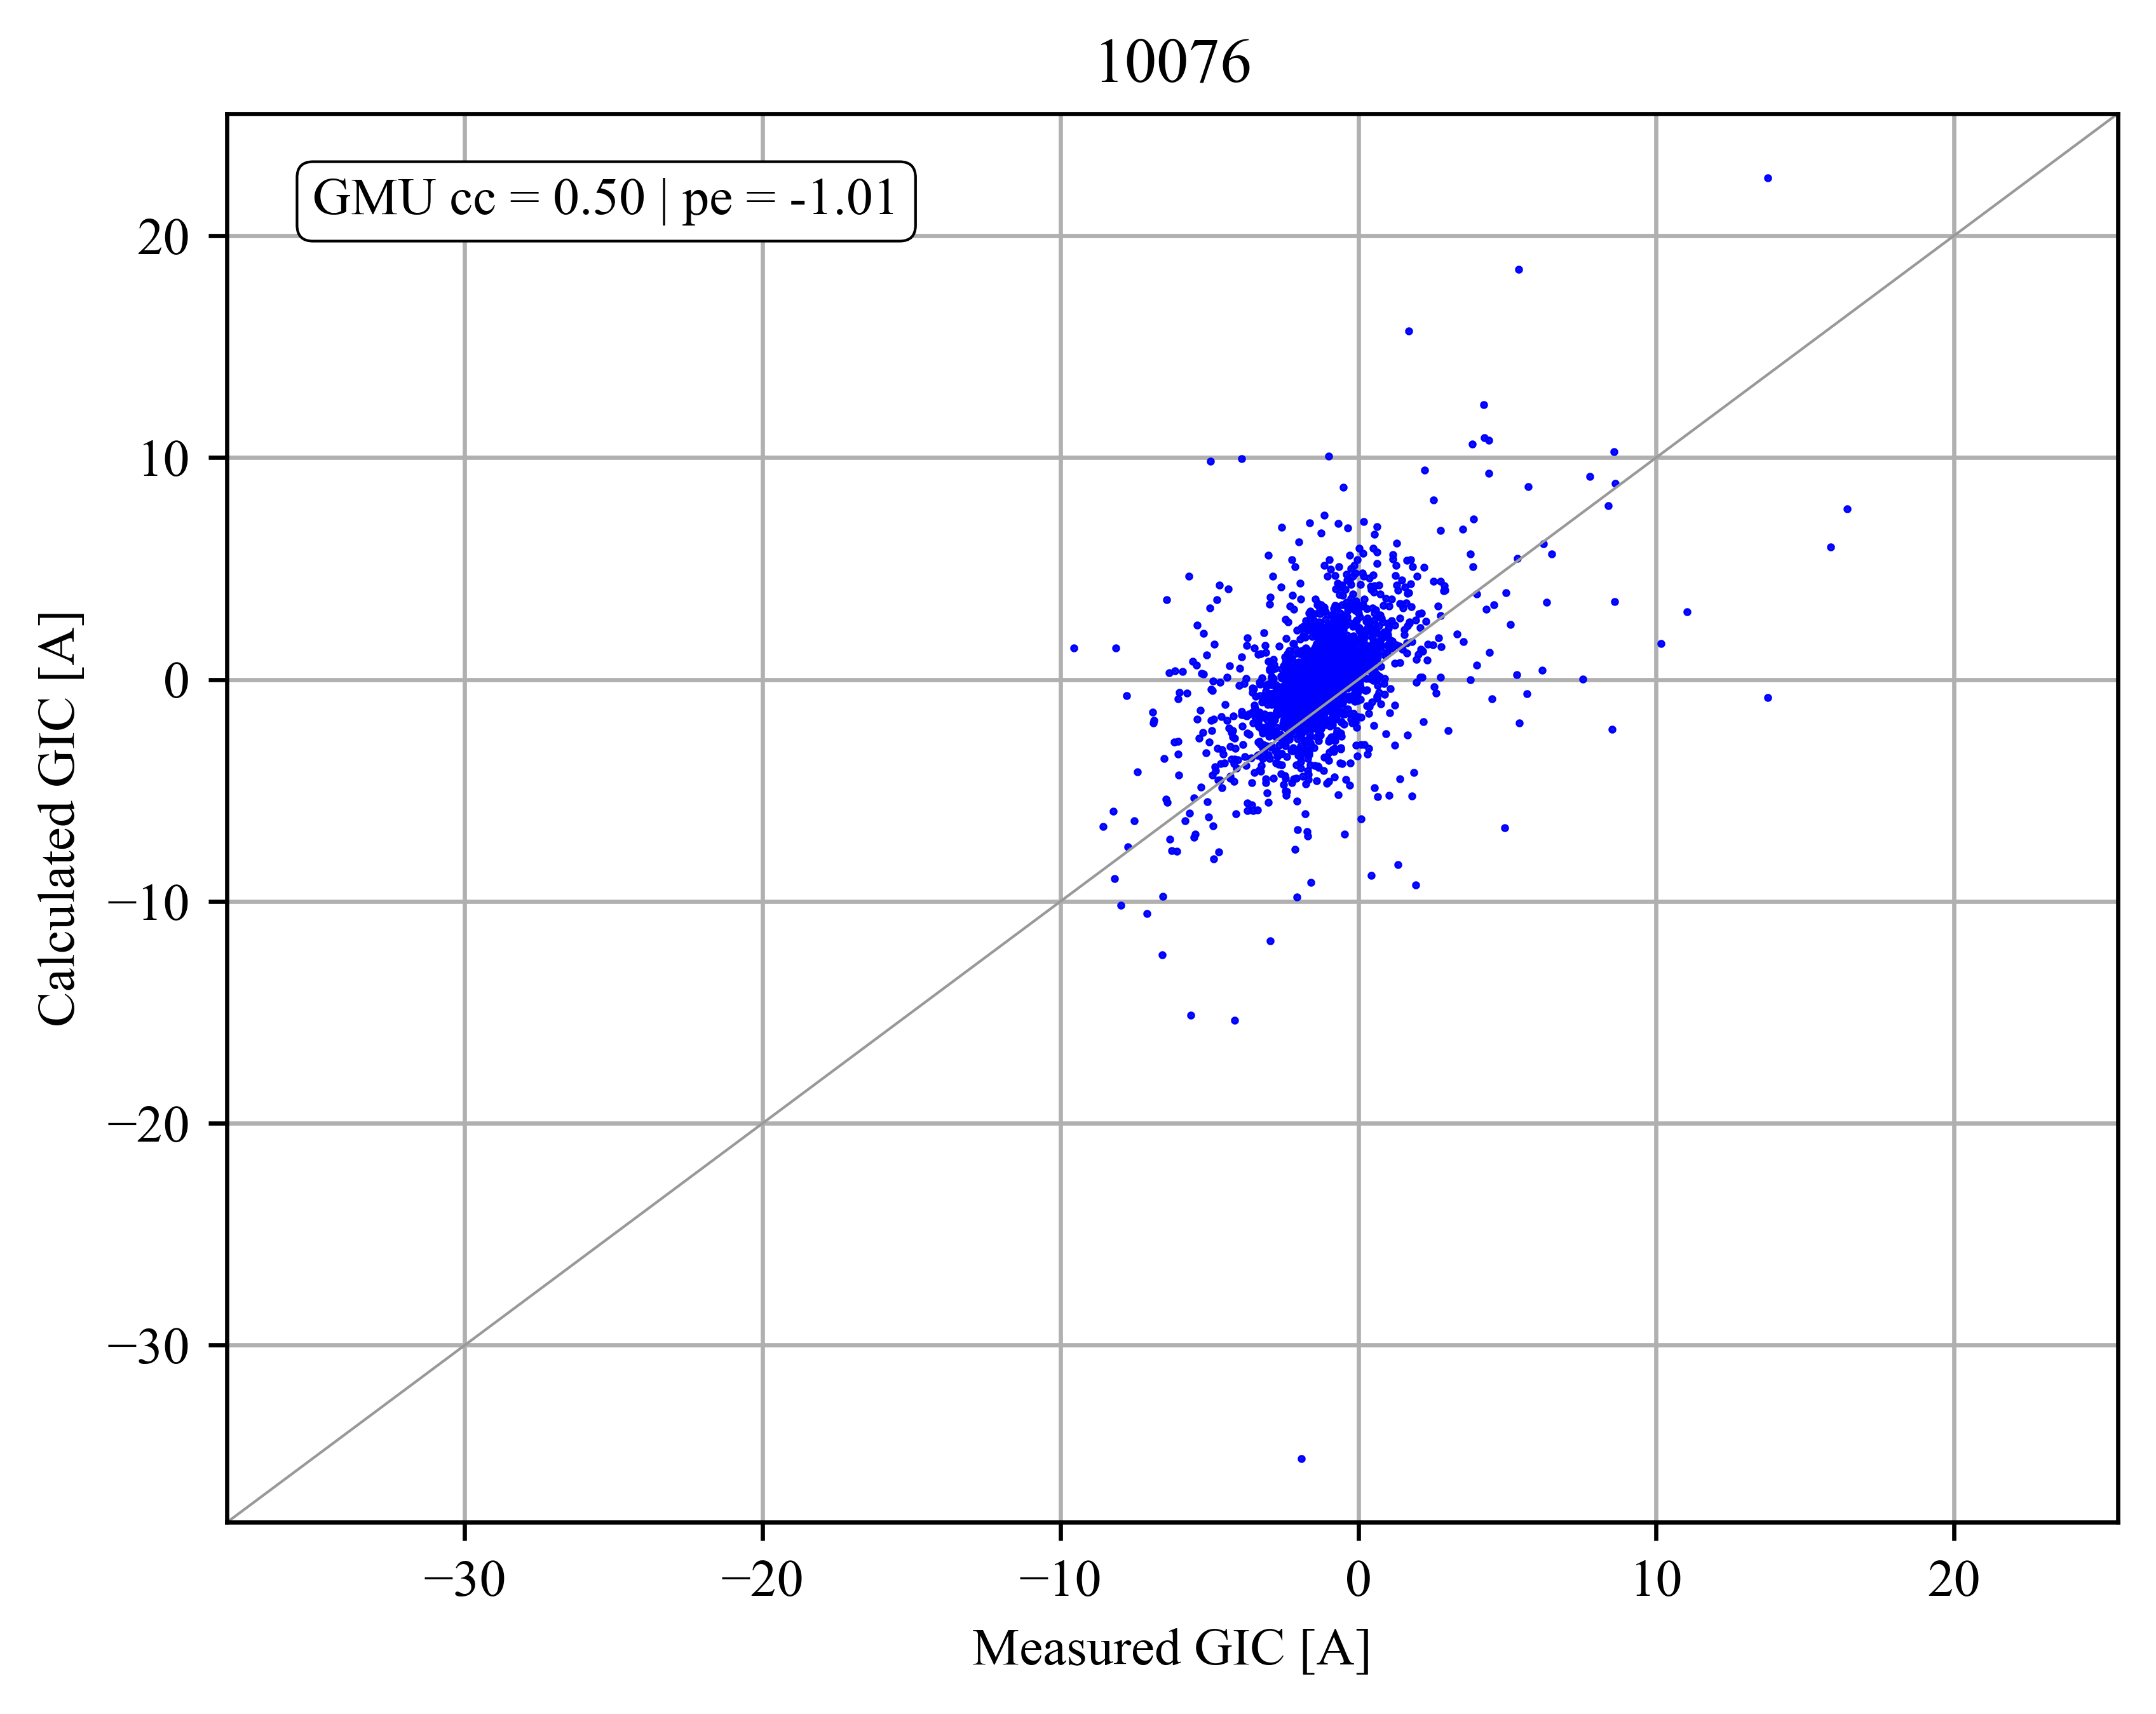 10076
GMU cc = 0.50 | pe = -1.01
20
10
0
−10
−20
−30
Calculated GIC [A]
−30 −20 −10 0 10 20
Measured GIC [A]